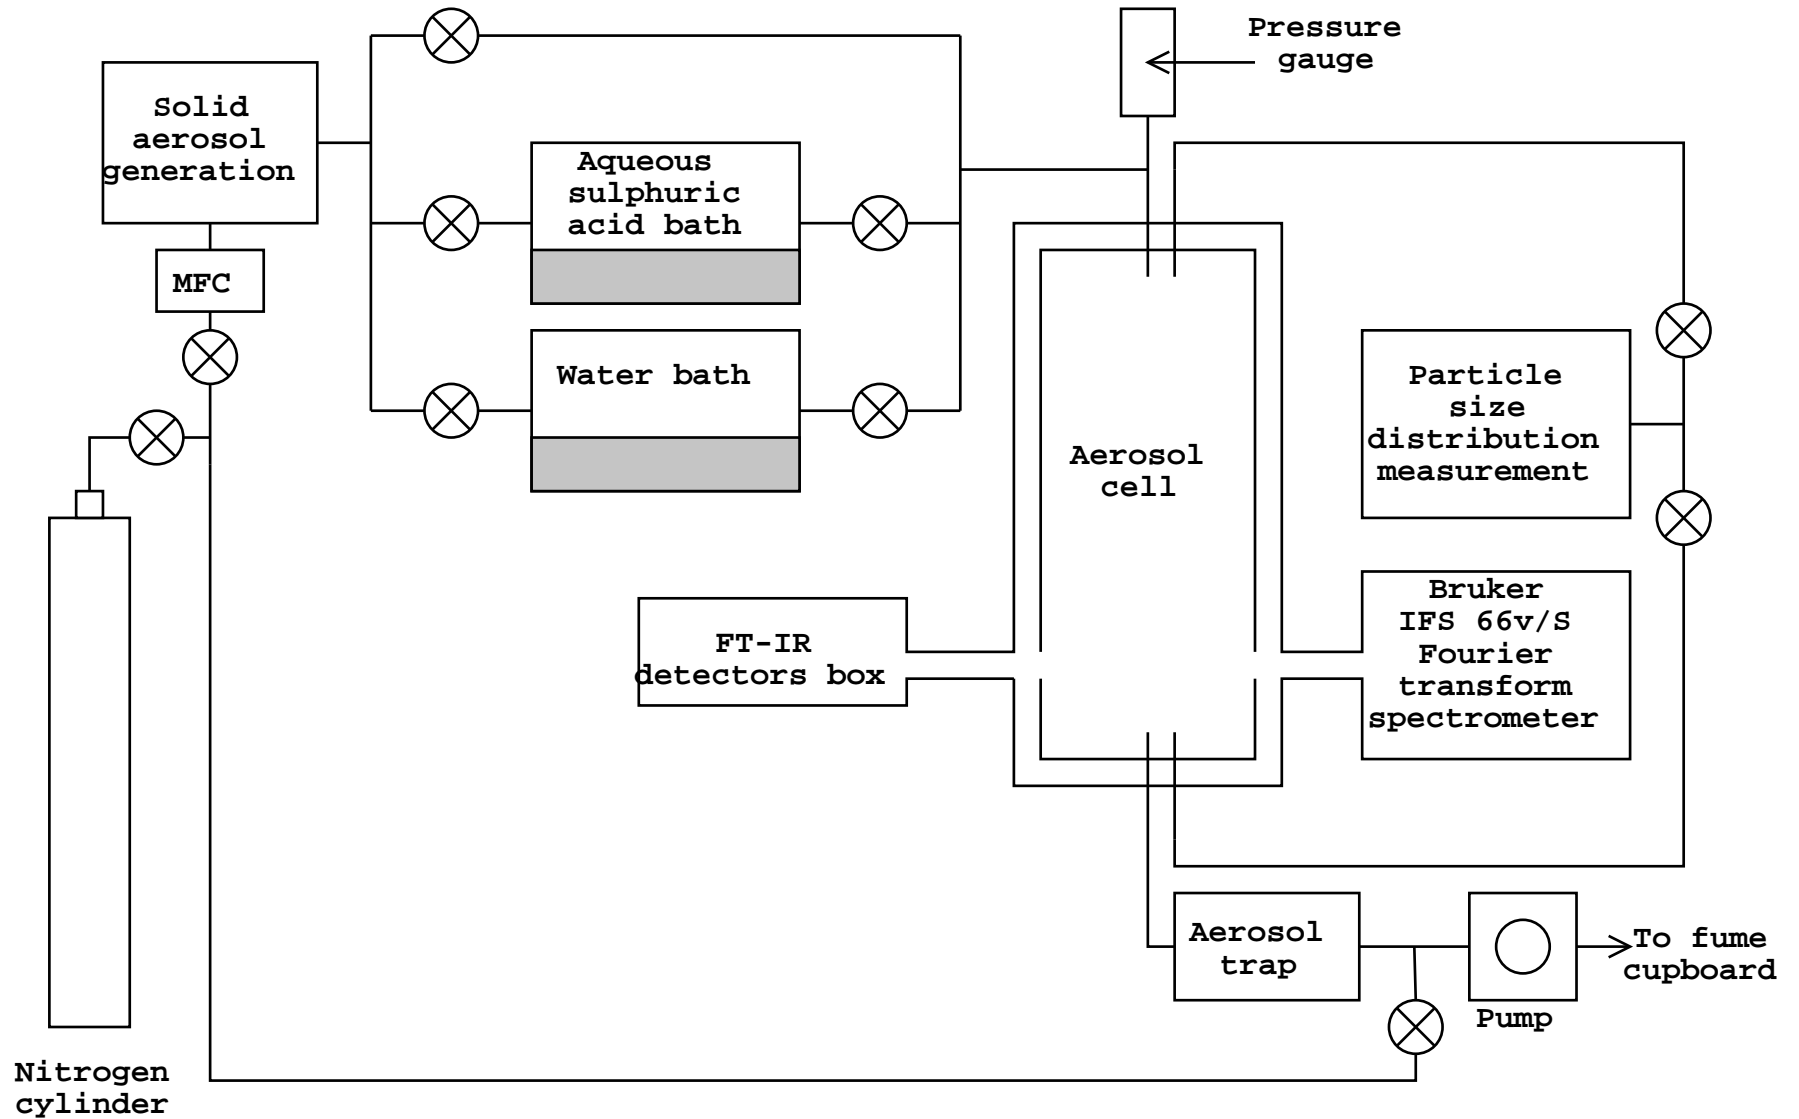 Pressure
gauge
Solid
aerosol
generation
Aqueous
sulphuric
acid bath
MFC
Water bath
Particle
size
distribution
measurement
Aerosol
cell
Bruker
IFS 66v/S
Fourier
transform
spectrometer
FT-IR
detectors box
Aerosol
trap
To fume
cupboard
Pump
Nitrogen
cylinder